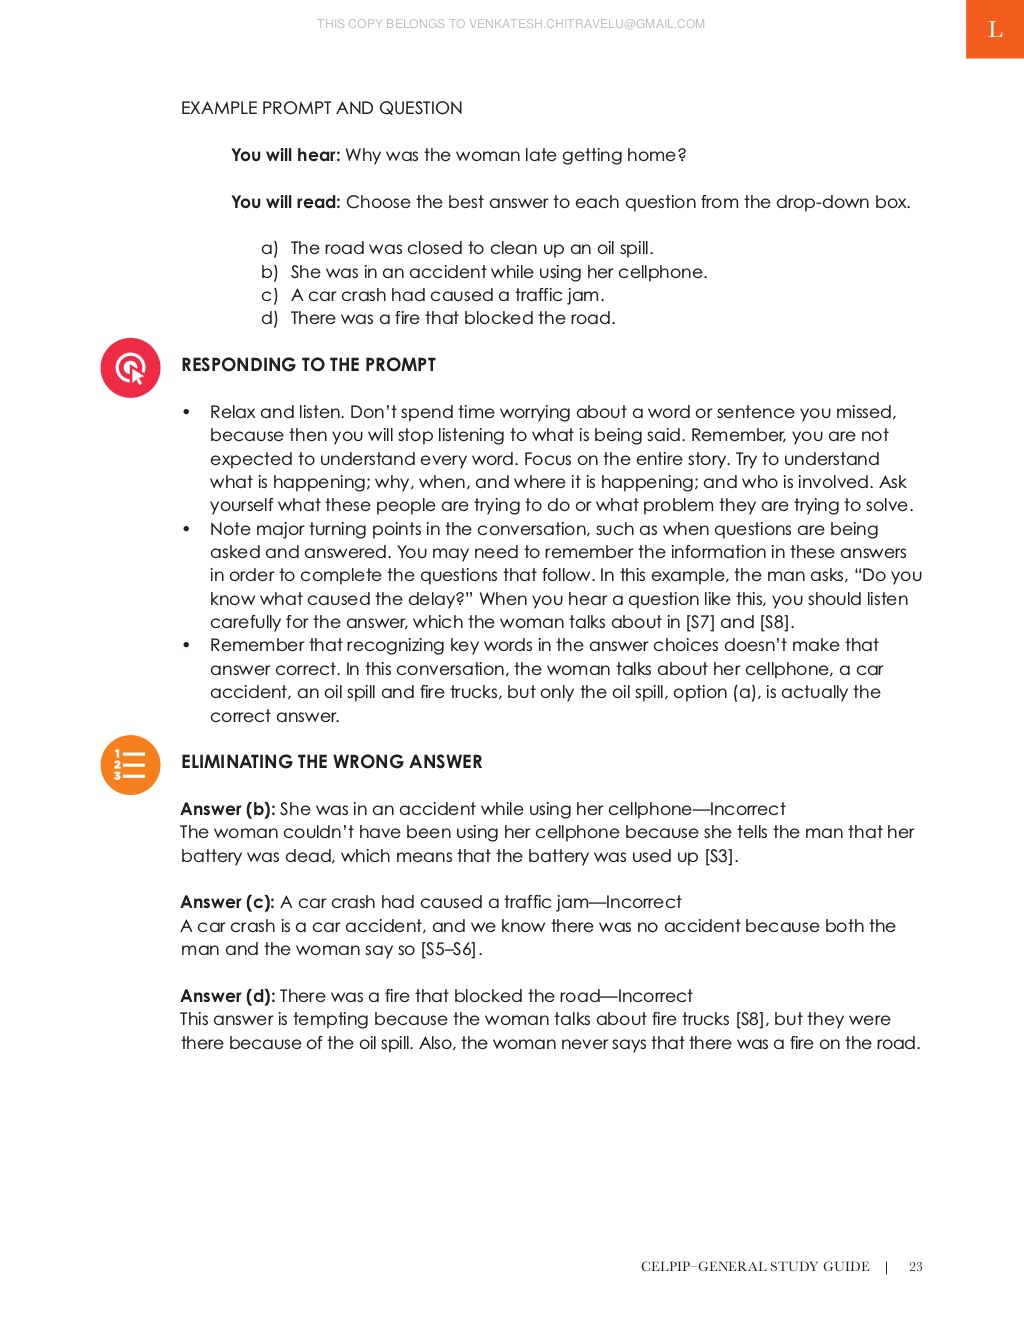 THIS COPY BELONGS TO VENKATESH.CHITRAVELU@GMAIL.COM
L
EXAMPLE PROMPT AND QUESTION
You will hear: Why was the woman late getting home?
You will read: Choose the best answer to each question from the drop-down box.
a) The road was closed to clean up an oil spill.
b) She was in an accident while using her cellphone.
c) A car crash had caused a traffic jam.
d) There was a fire that blocked the road.
RESPONDING TO THE PROMPT
• Relax and listen. Don’t spend time worrying about a word or sentence you missed,
because then you will stop listening to what is being said. Remember, you are not
expected to understand every word. Focus on the entire story. Try to understand
what is happening; why, when, and where it is happening; and who is involved. Ask
yourself what these people are trying to do or what problem they are trying to solve.
• Note major turning points in the conversation, such as when questions are being
asked and answered. You may need to remember the information in these answers
in order to complete the questions that follow. In this example, the man asks, “Do you
know what caused the delay?” When you hear a question like this, you should listen
carefully for the answer, which the woman talks about in [S7] and [S8].
• Remember that recognizing key words in the answer choices doesn’t make that
answer correct. In this conversation, the woman talks about her cellphone, a car
accident, an oil spill and fire trucks, but only the oil spill, option (a), is actually the
correct answer.
1
2
3
ELIMINATING THE WRONG ANSWER
Answer (b): She was in an accident while using her cellphone—Incorrect
The woman couldn’t have been using her cellphone because she tells the man that her
battery was dead, which means that the battery was used up [S3].
Answer (c): A car crash had caused a traffic jam—Incorrect
A car crash is a car accident, and we know there was no accident because both the
man and the woman say so [S5–S6].
Answer (d): There was a fire that blocked the road—Incorrect
This answer is tempting because the woman talks about fire trucks [S8], but they were
there because of the oil spill. Also, the woman never says that there was a fire on the road.
CELPIP–GENERAL STUDY GUIDE | 23